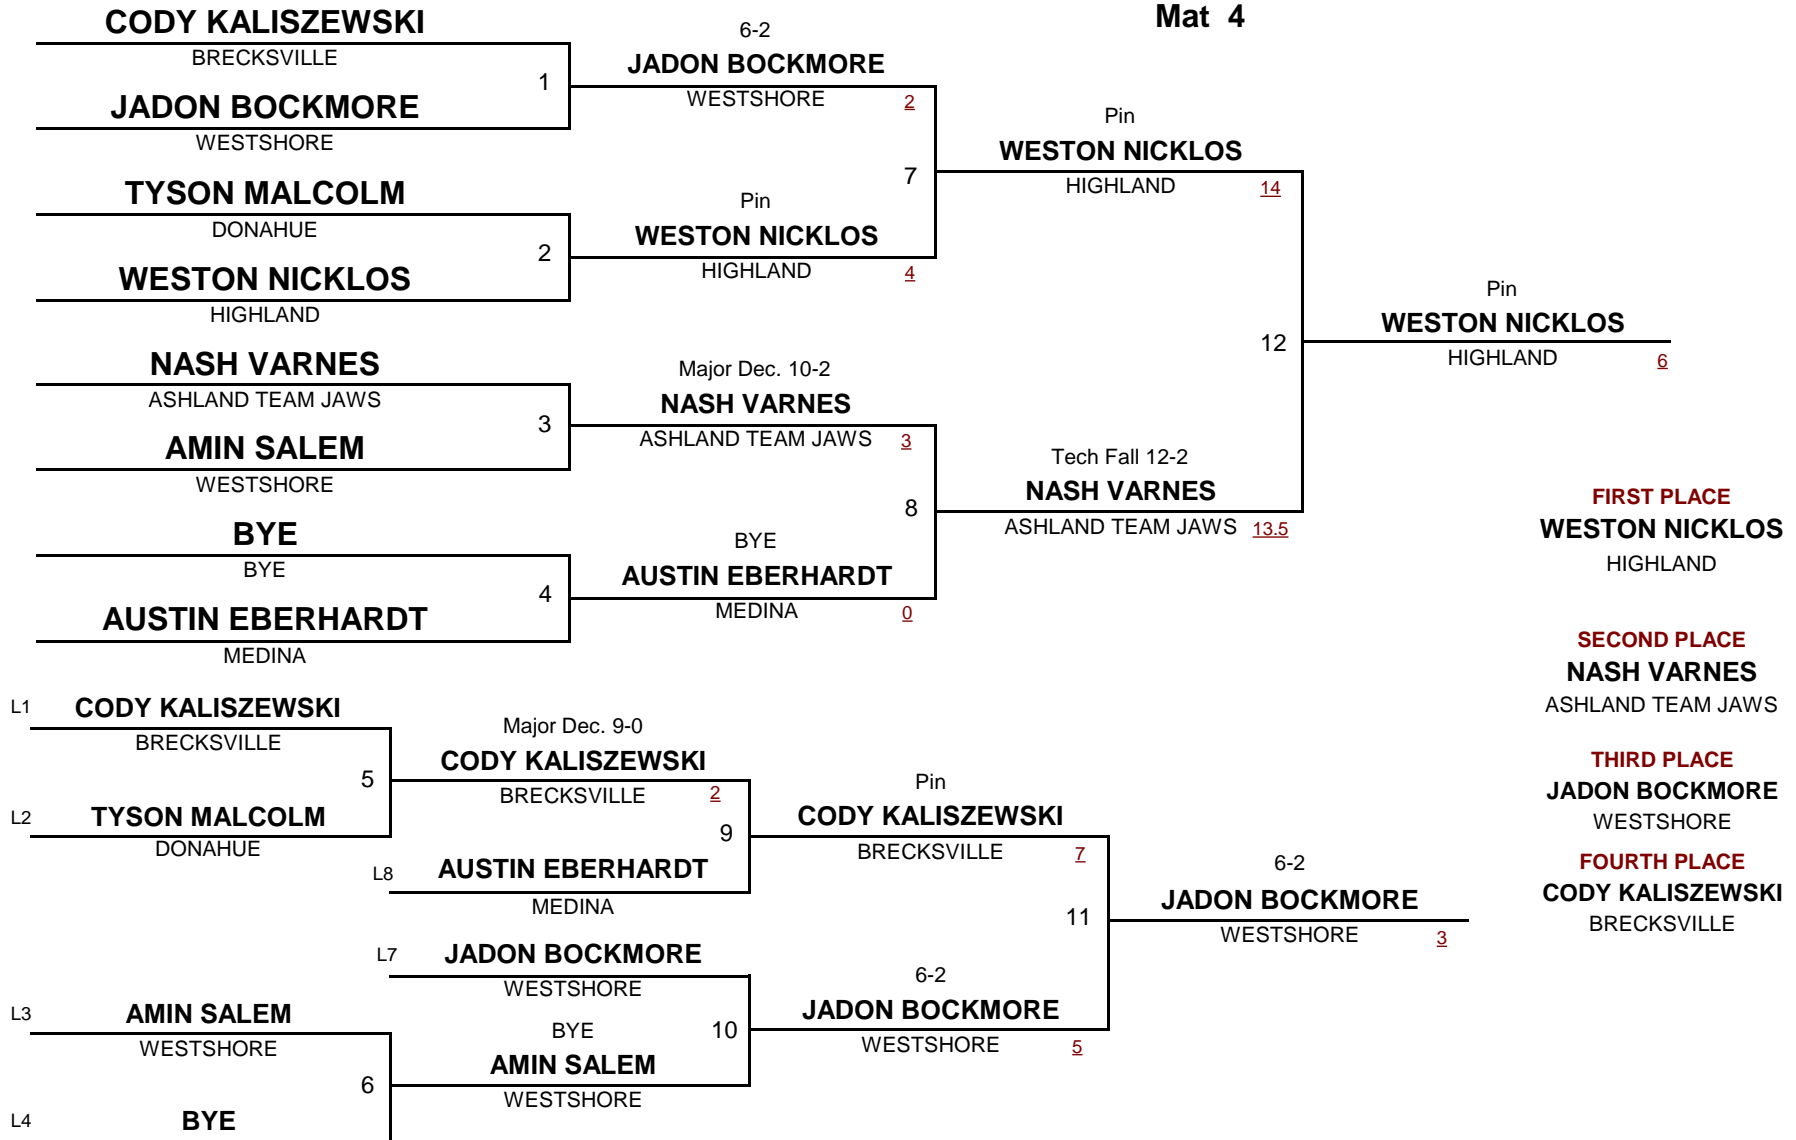 Mat 4
CODY KALISZEWSKI
BRECKSVILLE
1
JADON BOCKMORE
WESTSHORE
TYSON MALCOLM
DONAHUE
2
WESTON NICKLOS
HIGHLAND
NASH VARNES
ASHLAND TEAM JAWS
3
AMIN SALEM
WESTSHORE
BYE
BYE
4
AUSTIN EBERHARDT
MEDINA
6-2
JADON BOCKMORE
WESTSHORE 2
7
Pin
WESTON NICKLOS
HIGHLAND 4
Major Dec. 10-2
NASH VARNES
ASHLAND TEAM JAWS 3
8
BYE
AUSTIN EBERHARDT
MEDINA 0
Pin
WESTON NICKLOS
HIGHLAND 14
12
Tech Fall 12-2
NASH VARNES
ASHLAND TEAM JAWS 13.5
Pin
WESTON NICKLOS
HIGHLAND 6
FIRST PLACE
WESTON NICKLOS
HIGHLAND
SECOND PLACE
NASH VARNES
ASHLAND TEAM JAWS
THIRD PLACE
JADON BOCKMORE
WESTSHORE
FOURTH PLACE
CODY KALISZEWSKI
BRECKSVILLE
L1 CODY KALISZEWSKI
BRECKSVILLE
5
L2 TYSON MALCOLM
DONAHUE
L3 AMIN SALEM
WESTSHORE
6
L4 BYE
Major Dec. 9-0
CODY KALISZEWSKI
BRECKSVILLE 2
9
L8 AUSTIN EBERHARDT
MEDINA
L7 JADON BOCKMORE
WESTSHORE
BYE 10
AMIN SALEM
WESTSHORE
Pin
CODY KALISZEWSKI
BRECKSVILLE 7
11
6-2
JADON BOCKMORE
WESTSHORE 5
6-2
JADON BOCKMORE
WESTSHORE 3